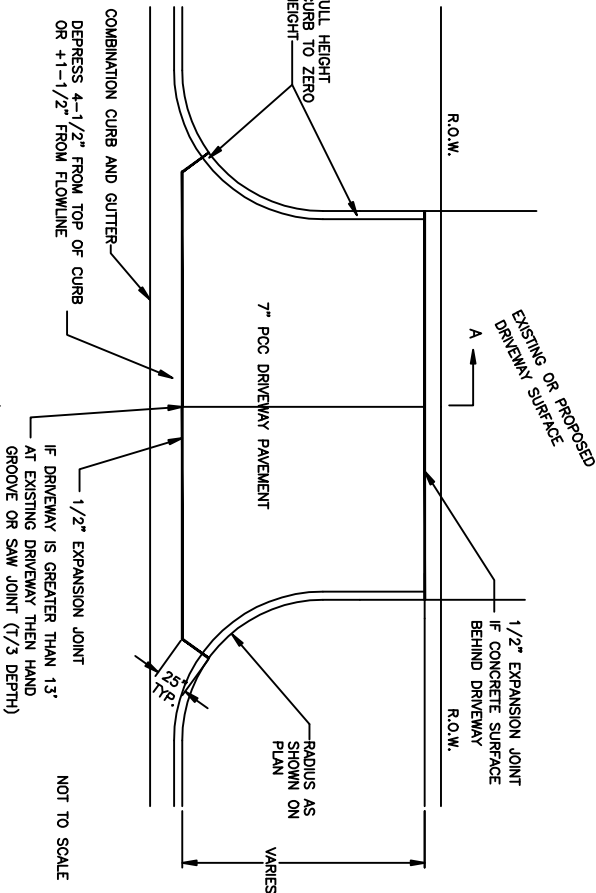 EXISTING OR PROPOSED
DRIVEWAY SURFACE
1/2" EXPANSION JOINT
IF CONCRETE SURFACE
BEHIND DRIVEWAY
R.O.W.
A
R.O.W.
HEIGHT
CURB TO ZERO
HEIGHT
7" PCC DRIVEWAY PAVEMENT
RADIUS AS
SHOWN ON
PLAN
VARIES
25"
TYP.
COMBINATION CURB AND GUTTER
DEPRESS 4-1/2" FROM TOP OF CURB
OR +1-1/2" FROM FLOWLINE
1/2" EXPANSION JOINT
IF DRIVEWAY IS GREATER THAN 13'
AT EXISTING DRIVEWAY THEN HAND
GROOVE OR SAW JOINT (T/3 DEPTH)
NOT TO SCALE